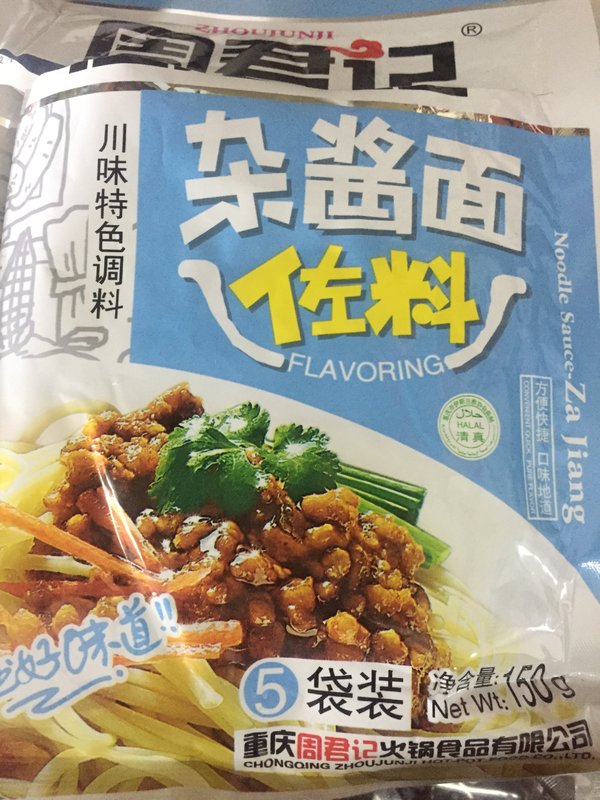 ZHOUJUNJI
周君记®
杂酱面
佐料
FLAVORING
川味特色调料
Noodle Sauce-Za Jiang
方便快捷 口味地道
HALAL
清真
好味道!!
5袋装
净含量:150g
Net Wt:
重庆周君记火锅食品有限公司
CHONGQING ZHOUJUNJI HOT POT FOOD CO.,LTD.